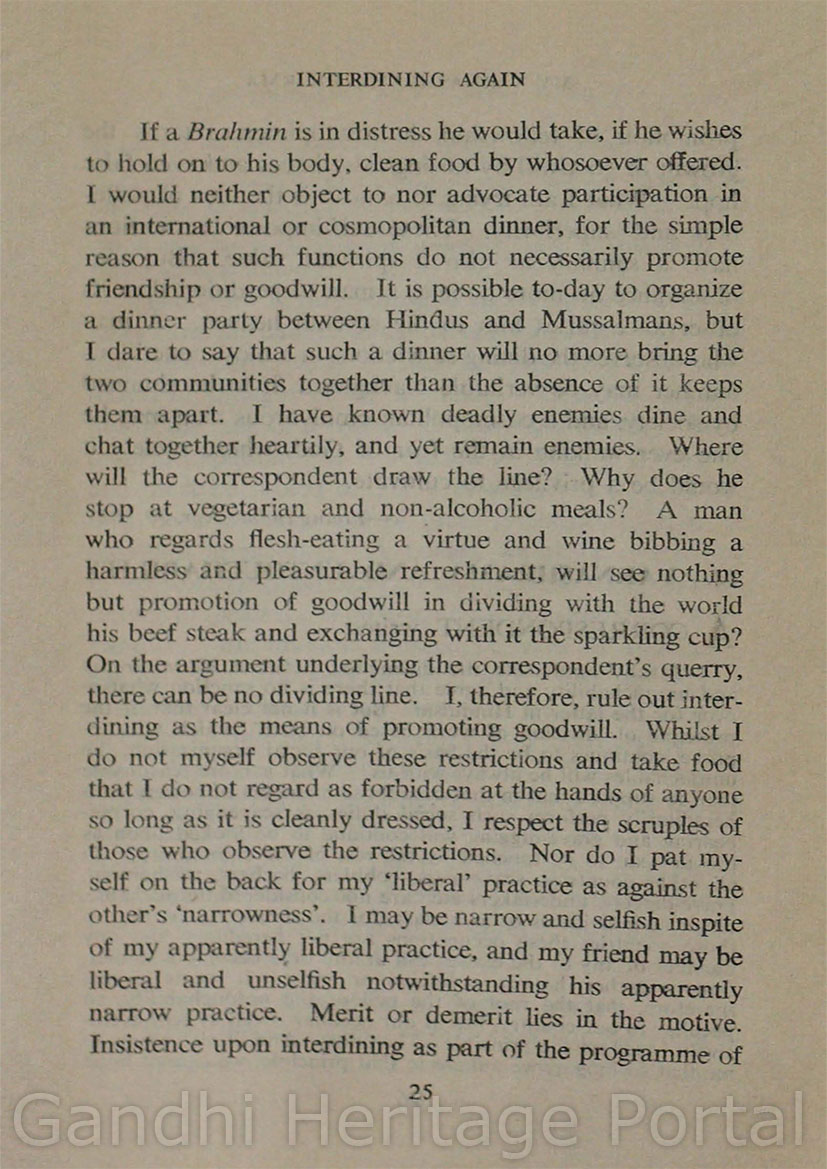 INTERDINING AGAIN
If a Brahmin is in distress he would take, if he wishes
to hold on to his body, clean food by whosoever offered.
I would neither object to nor advocate participation in
an international or cosmopolitan dinner, for the simple
reason that such functions do not necessarily promote
friendship or goodwill. It is possible to-day to organize
a dinner party between Hindus and Mussalmans, but
I dare to say that such a dinner will no more bring the
two communities together than the absence of it keeps
them apart. I have known deadly enemies dine and
chat together heartily, and yet remain enemies. Where
will the correspondent draw the line? Why does he
stop at vegetarian and non-alcoholic meals? A man
who regards flesh-eating a virtue and wine bibbing a
harmless and pleasurable refreshment, will see nothing
but promotion of goodwill in dividing with the world
his beef steak and exchanging with it the sparkling cup?
On the argument underlying the correspondent's querry,
there can be no dividing line. I, therefore, rule out inter-
dining as the means of promoting goodwill. Whilst I
do not myself observe these restrictions and take food
that I do not regard as forbidden at the hands of anyone
so long as it is cleanly dressed, I respect the scruples of
those who observe the restrictions. Nor do I pat my-
self on the back for my 'liberal' practice as against the
other's 'narrowness'. I may be narrow and selfish inspite
of my apparently liberal practice, and my friend may be
liberal and unselfish notwithstanding his apparently
narrow practice. Merit or demerit lies in the motive.
Insistence upon interdining as part of the programme of
25
Gandhi Heritage Portal